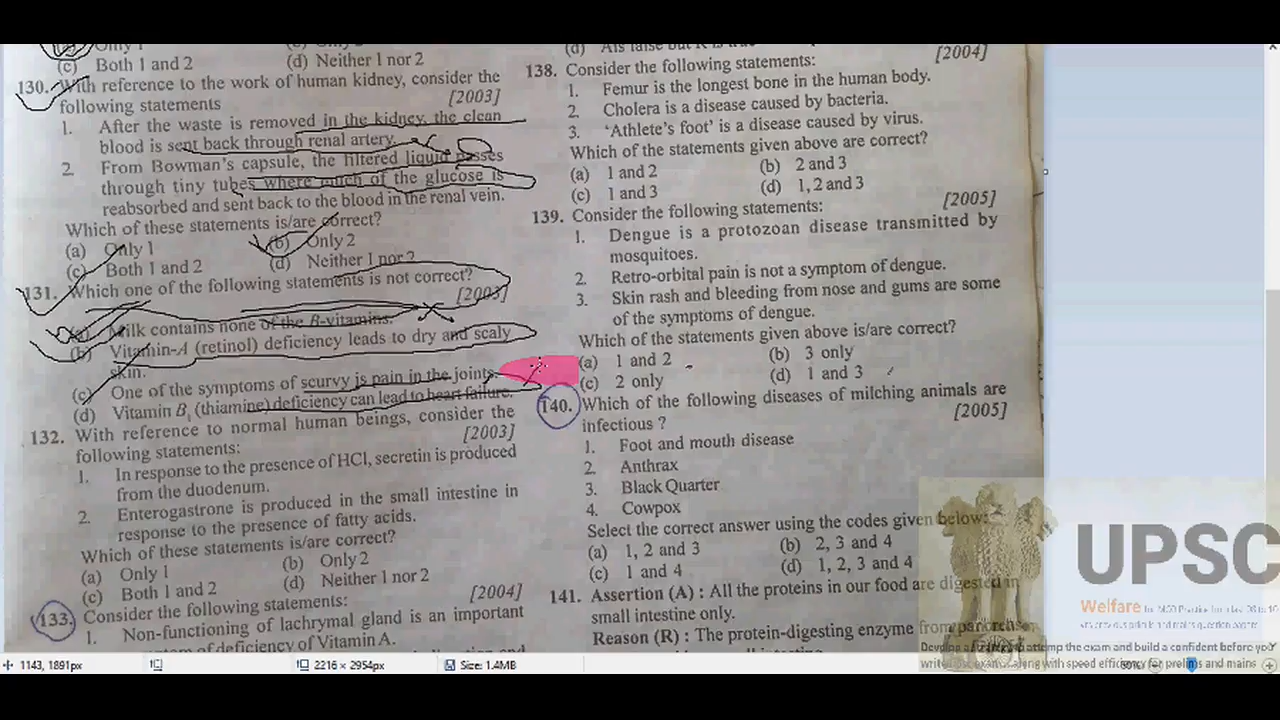 (c) Both 1 and 2
(d) Neither 1 nor 2
130. With reference to the work of human kidney, consider the
following statements
[2003]
1. After the waste is removed in the kidney, the clean
blood is sent back through renal artery.
2. From Bowman's capsule, the filtered liquid passes
through tiny tubes where much of the glucose is
reabsorbed and sent back to the blood in the renal vein.
Which of these statements is/are correct?
(a) Only 1
(b) Only 2
(c) Both 1 and 2
(d) Neither 1 nor 2
131. Which one of the following statements is not correct?
[2003]
(a) Milk contains none of the B-vitamins.
(b) Vitamin-A (retinol) deficiency leads to dry and scaly
skin.
(c) One of the symptoms of scurvy is pain in the joints.
(d) Vitamin B1 (thiamine) deficiency can lead to heart failure.
132. With reference to normal human beings, consider the
following statements:
[2003]
1. In response to the presence of HCl, secretin is produced
from the duodenum.
2. Enterogastrone is produced in the small intestine in
response to the presence of fatty acids.
Which of these statements is/are correct?
(a) Only 1
(b) Only 2
(c) Both 1 and 2
(d) Neither 1 nor 2
133. Consider the following statements:
[2004]
1. Non-functioning of lachrymal gland is an important
of deficiency of Vitamin A.
[2004]
138. Consider the following statements:
1. Femur is the longest bone in the human body.
2. Cholera is a disease caused by bacteria.
3. 'Athlete's foot' is a disease caused by virus.
Which of the statements given above are correct?
(a) 1 and 2
(b) 2 and 3
(c) 1 and 3
(d) 1, 2 and 3
139. Consider the following statements:
[2005]
1. Dengue is a protozoan disease transmitted by
mosquitoes.
2. Retro-orbital pain is not a symptom of dengue.
3. Skin rash and bleeding from nose and gums are some
of the symptoms of dengue.
Which of the statements given above is/are correct?
(a) 1 and 2
(b) 3 only
(c) 2 only
(d) 1 and 3
140. Which of the following diseases of milching animals are
infectious ?
[2005]
1. Foot and mouth disease
2. Anthrax
3. Black Quarter
4. Cowpox
Select the correct answer using the codes given below:
(a) 1, 2 and 3
(b) 2, 3 and 4
(c) 1 and 4
(d) 1, 2, 3 and 4
141. Assertion (A) : All the proteins in our food are digested in
small intestine only.
Reason (R) : The protein-digesting enzyme from pancreas
UPSC
Welfare
1143, 1891px
2216 × 2954px
Size: 1.4MB